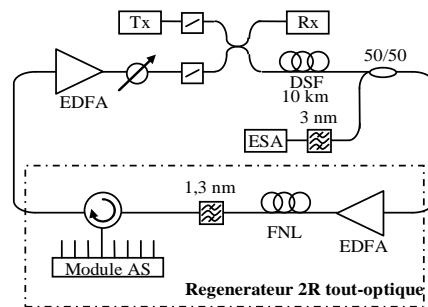 Tx
Rx
50/50
EDFA
DSF
10 km
3 nm
ESA
1,3 nm
FNL
EDFA
Module AS
Regenerateur 2R tout-optique